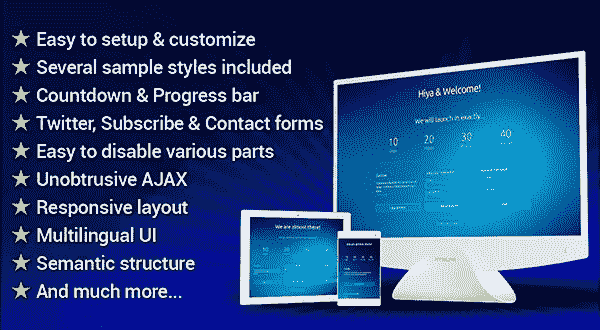 Easy to setup & customize
Several sample styles included
Countdown & Progress bar
Twitter, Subscribe & Contact forms
Easy to disable various parts
Unobtrusive AJAX
Responsive layout
Multilingual UI
Semantic structure
And much more...
Hiya & Welcome!
We will launch in exactly
10 20 30 40
We are almost there!